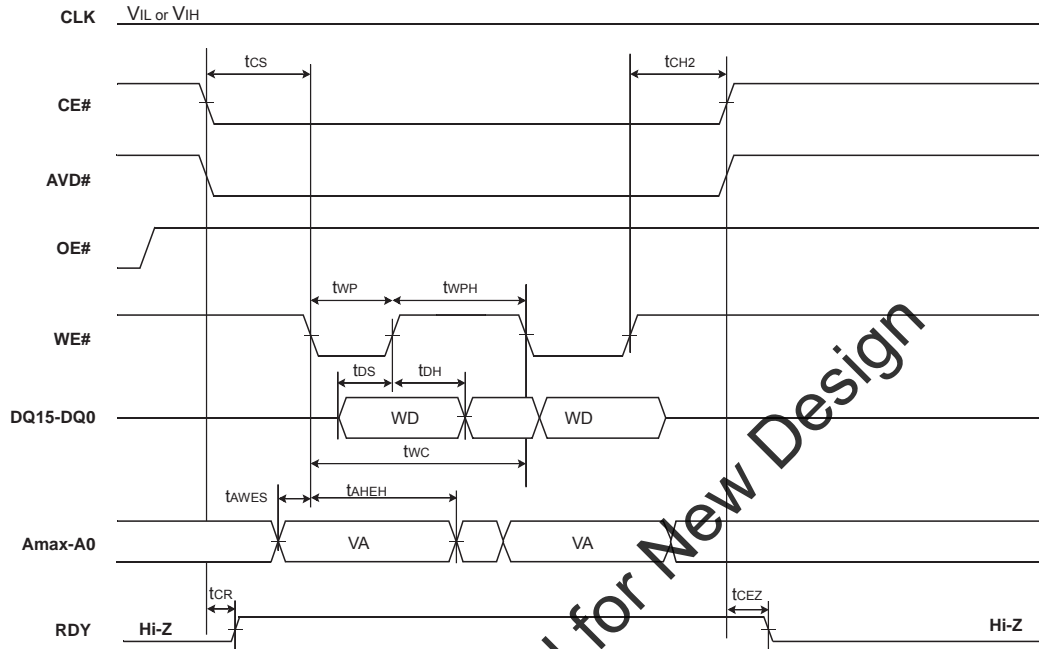 CLK VIL or VIH
tCS tCH2
CE#
AVD#
OE#
tWP tWPH
WE#
tDS tDH
DQ15-DQ0 WD WD
tWC
tAWES tAHEH
Amax-A0 VA VA
tCR tCEZ
RDY Hi-Z Hi-Z
for New Design